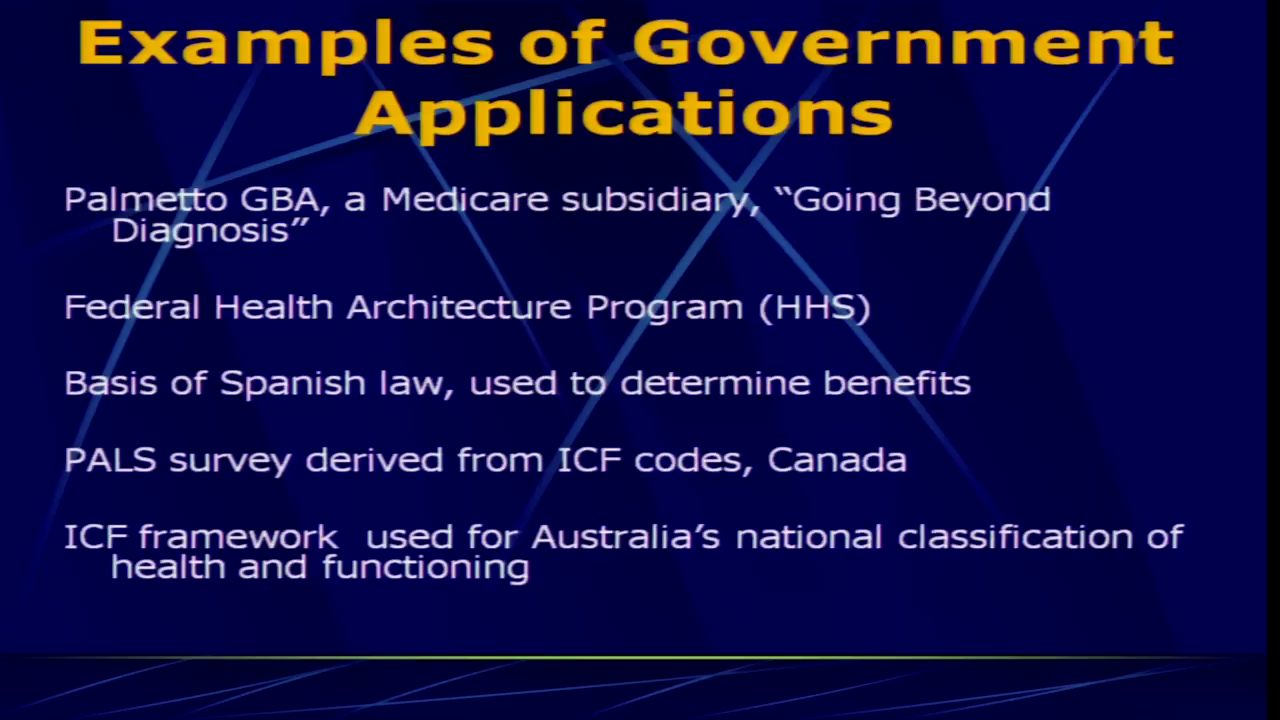 Examples of Government
Applications
Palmetto GBA, a Medicare subsidiary, “Going Beyond
Diagnosis”
Federal Health Architecture Program (HHS)
Basis of Spanish law, used to determine benefits
PALS survey derived from ICF codes, Canada
ICF framework  used for Australia’s national classification of
health and functioning